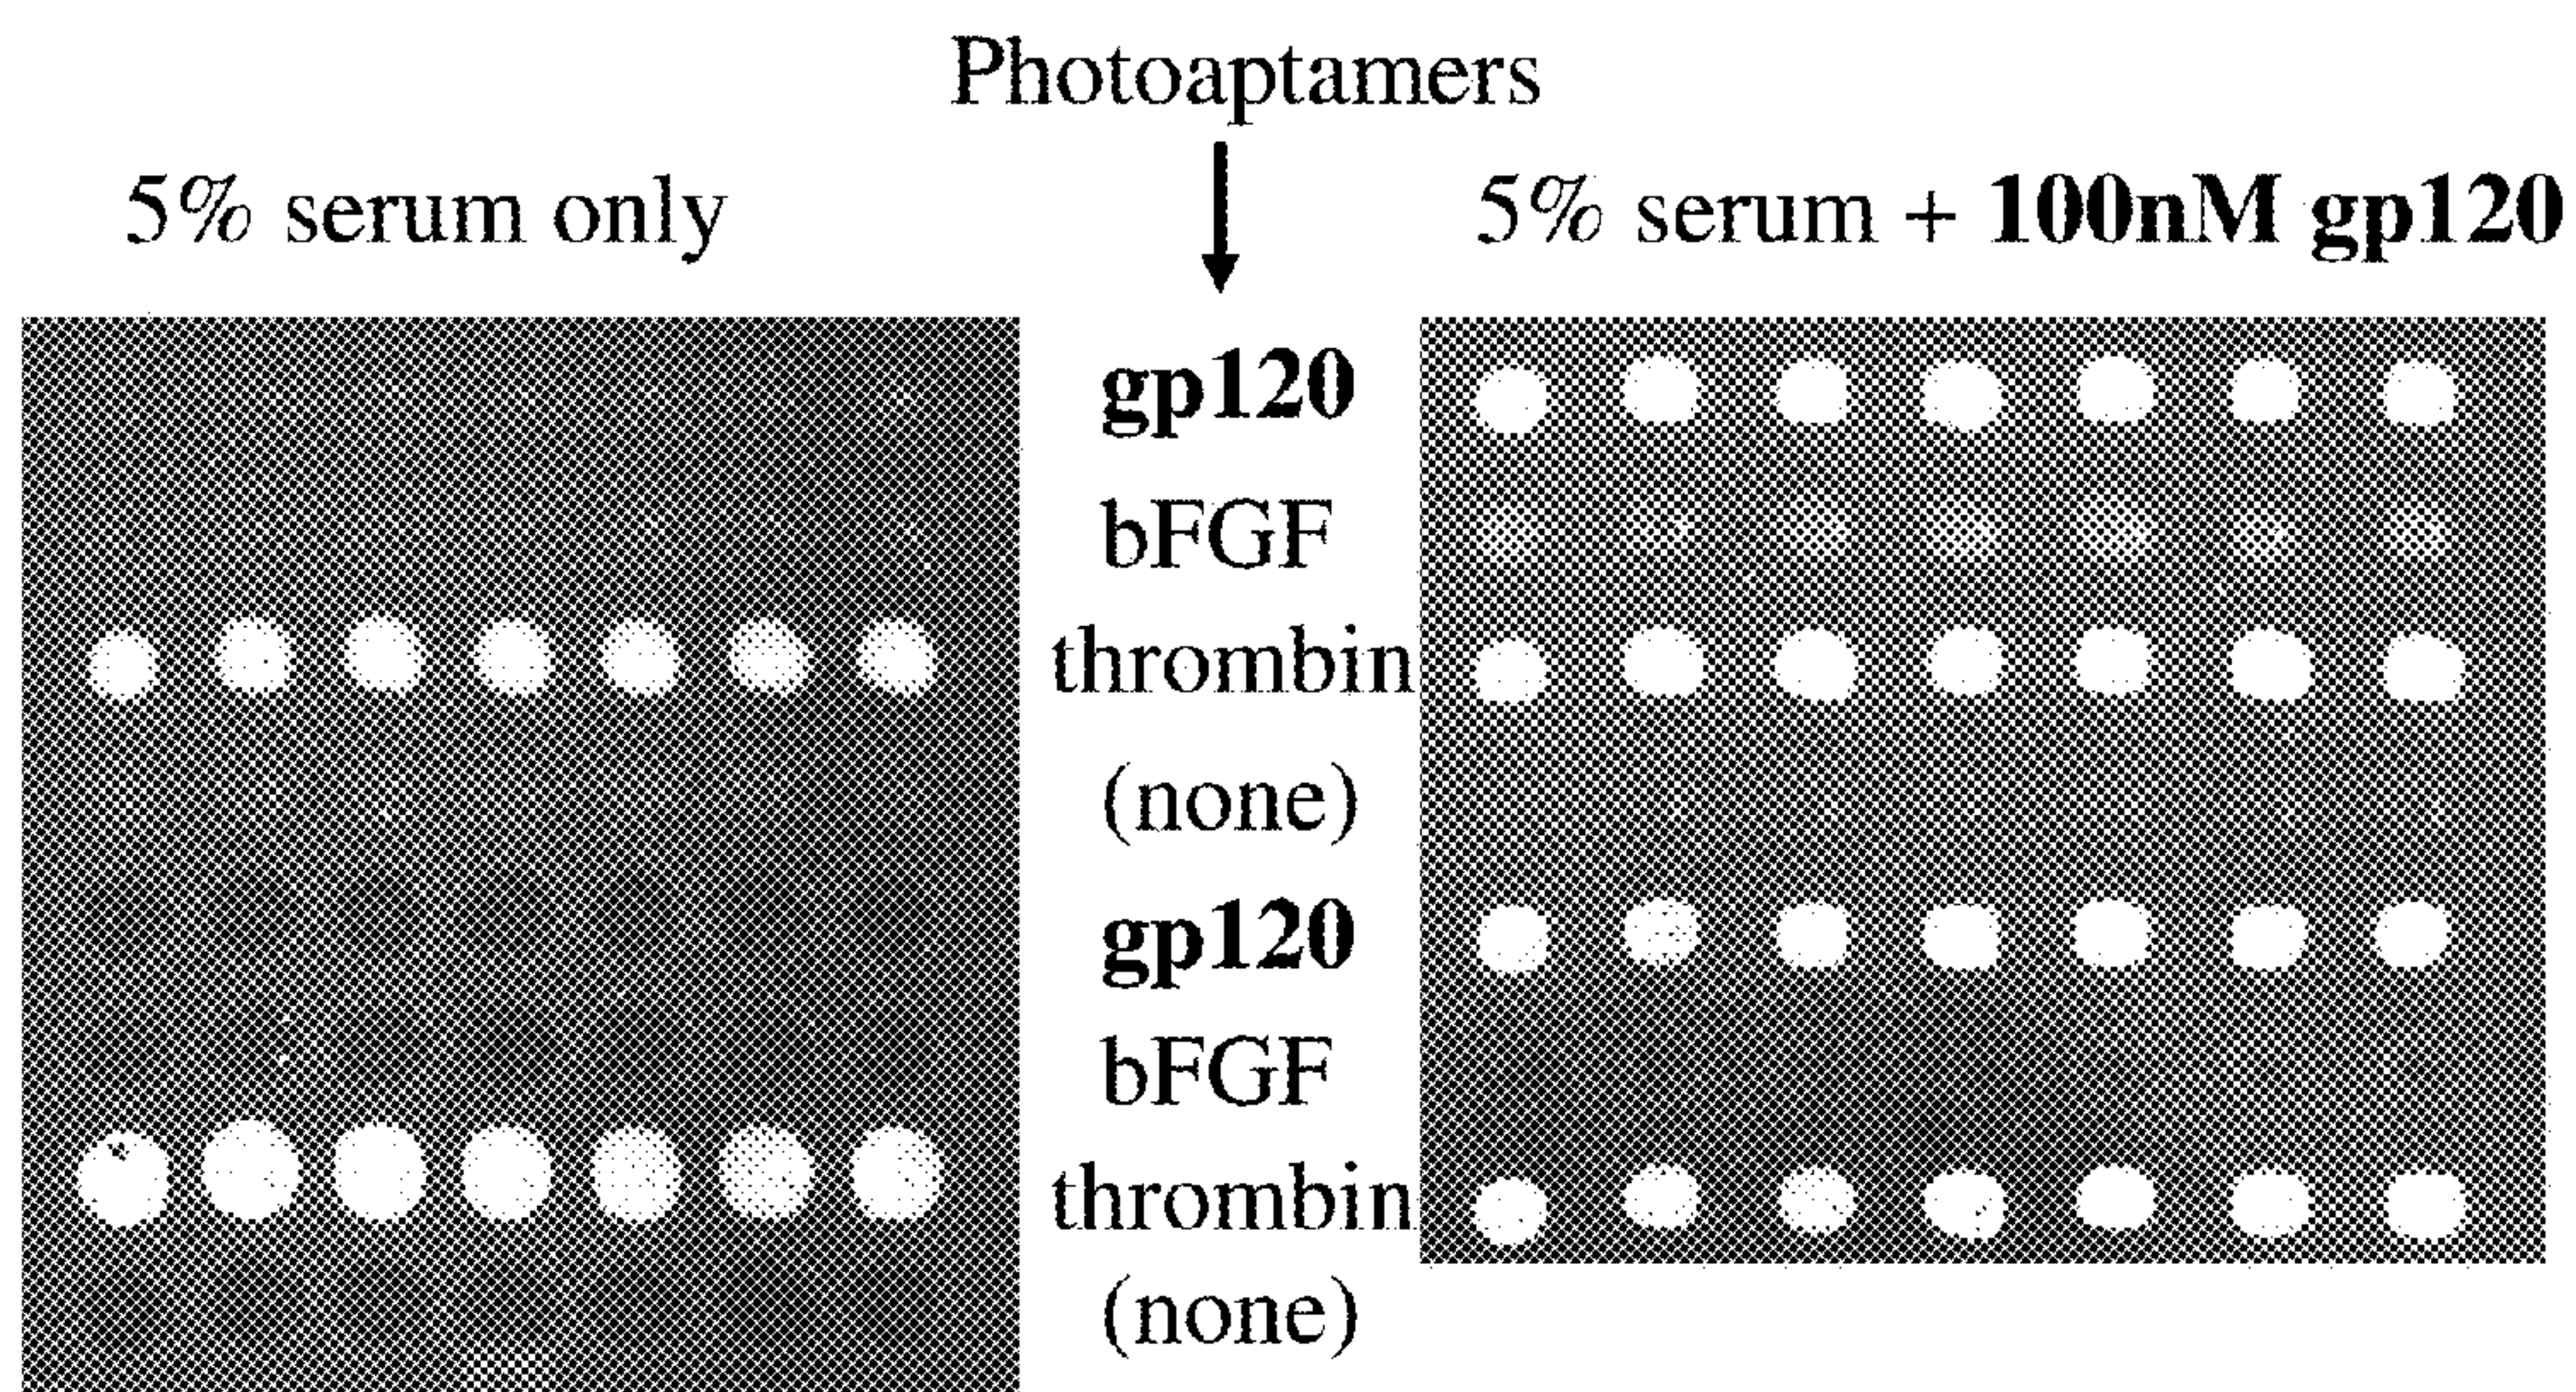 Photoaptamers
5% serum only
5% serum + 100nM gp120
gp120
bFGF
thrombin
(none)
gp120
bFGF
thrombin
(none)